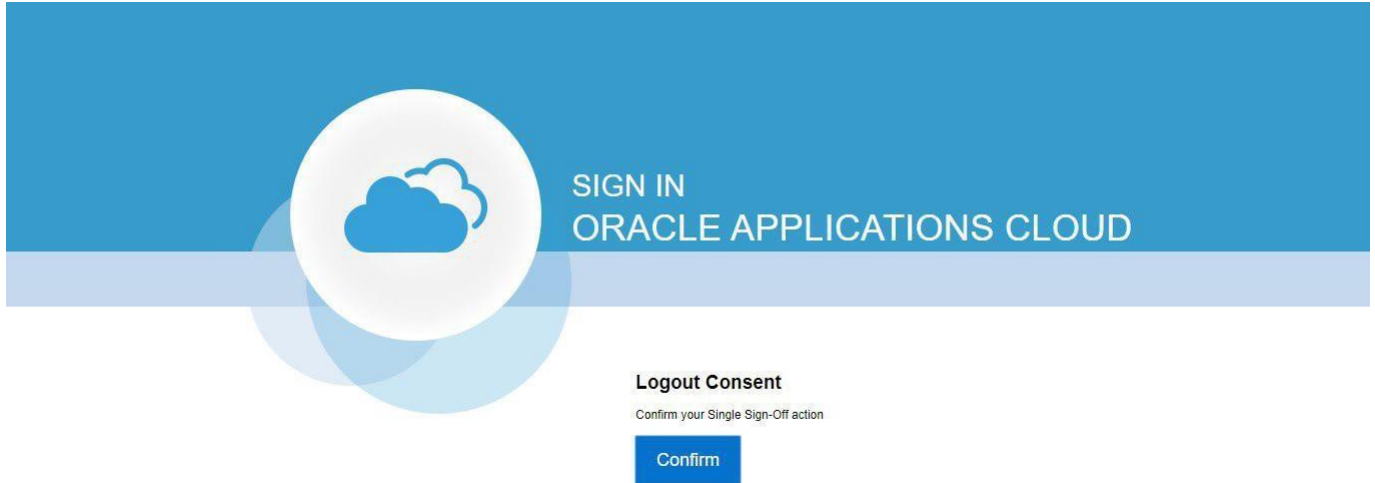 SIGN IN
ORACLE APPLICATIONS CLOUD
Logout Consent
Confirm your Single Sign-Off action
Confirm